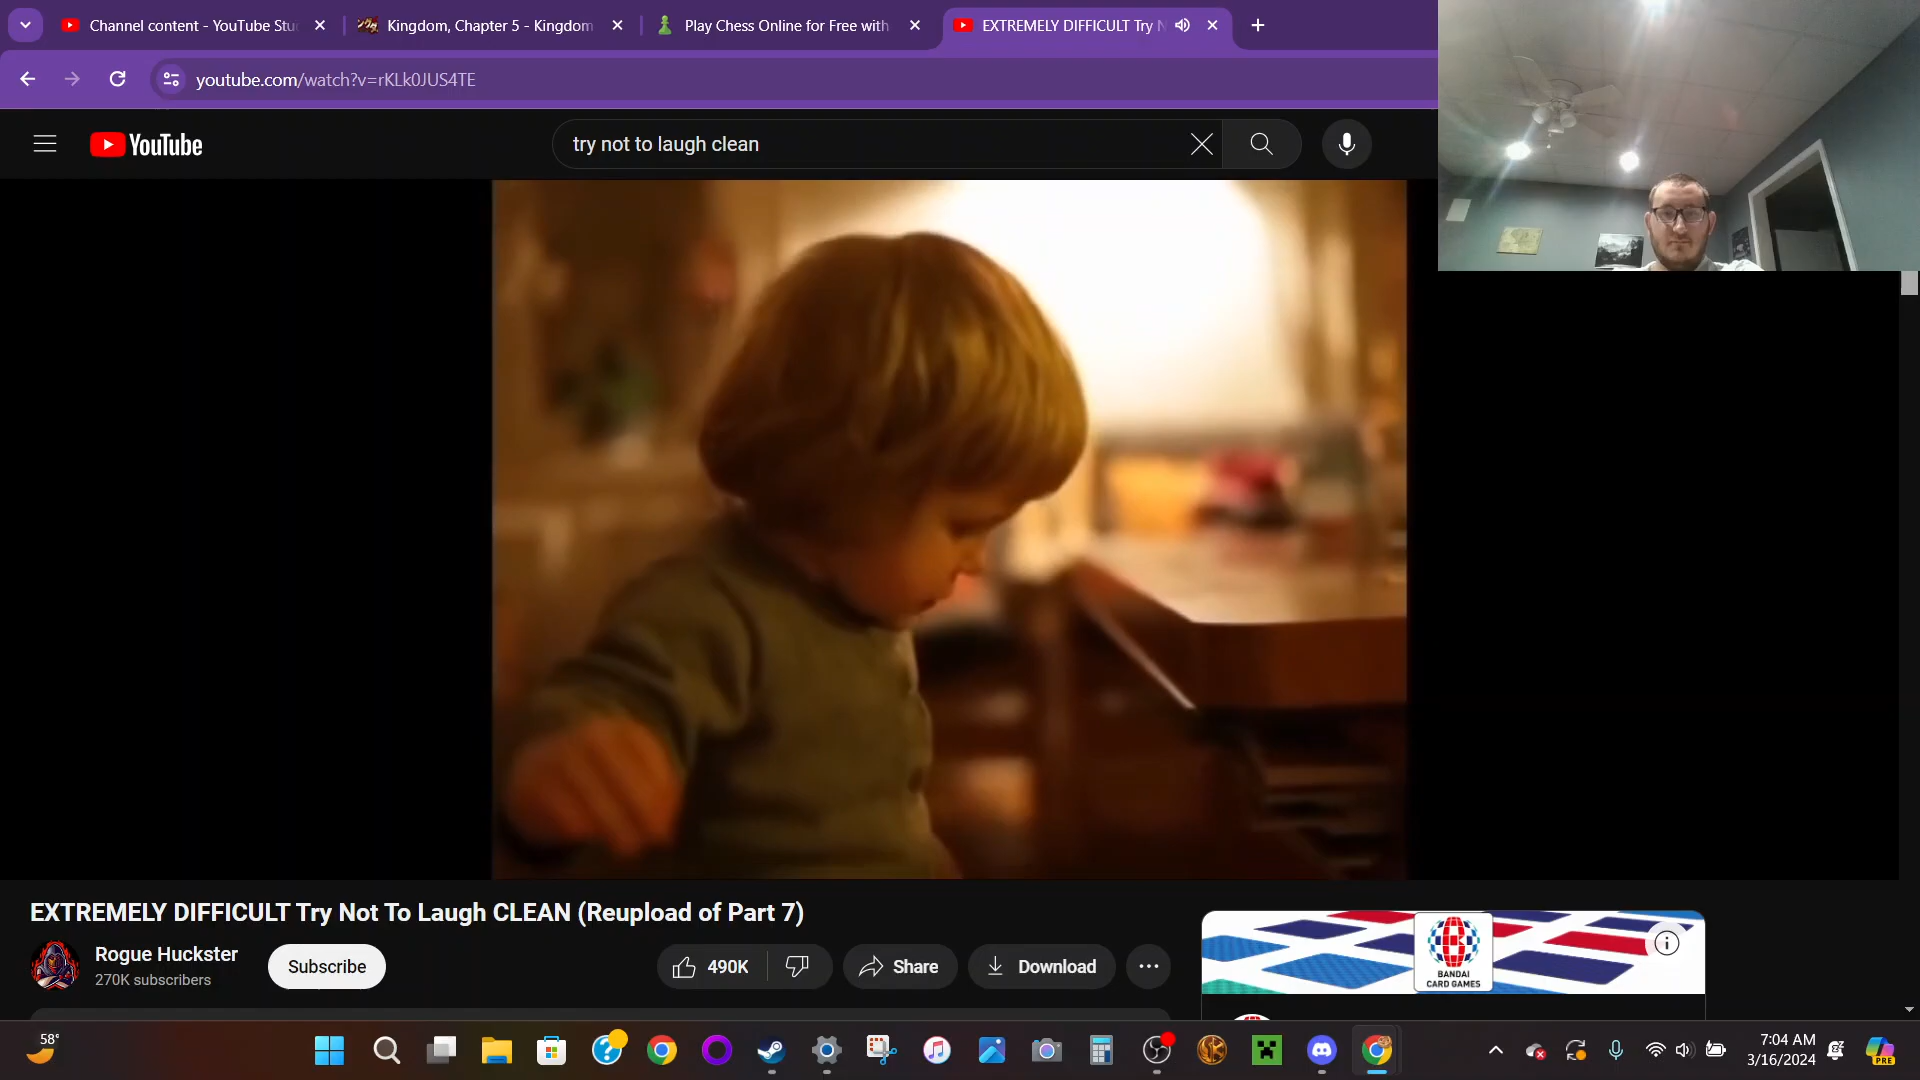 Channel content - YouTube Stu
Kingdom, Chapter 5 - Kingdom
Play Chess Online for Free with
EXTREMELY DIFFICULT Try N
youtube.com/watch?v=rKLk0JUS4TE
YouTube
try not to laugh clean
EXTREMELY DIFFICULT Try Not To Laugh CLEAN (Reupload of Part 7)
Rogue Huckster
270K subscribers
Subscribe
490K
Share
Download
BANDAI
CARD GAMES
58°
7:04 AM
3/16/2024
PRE